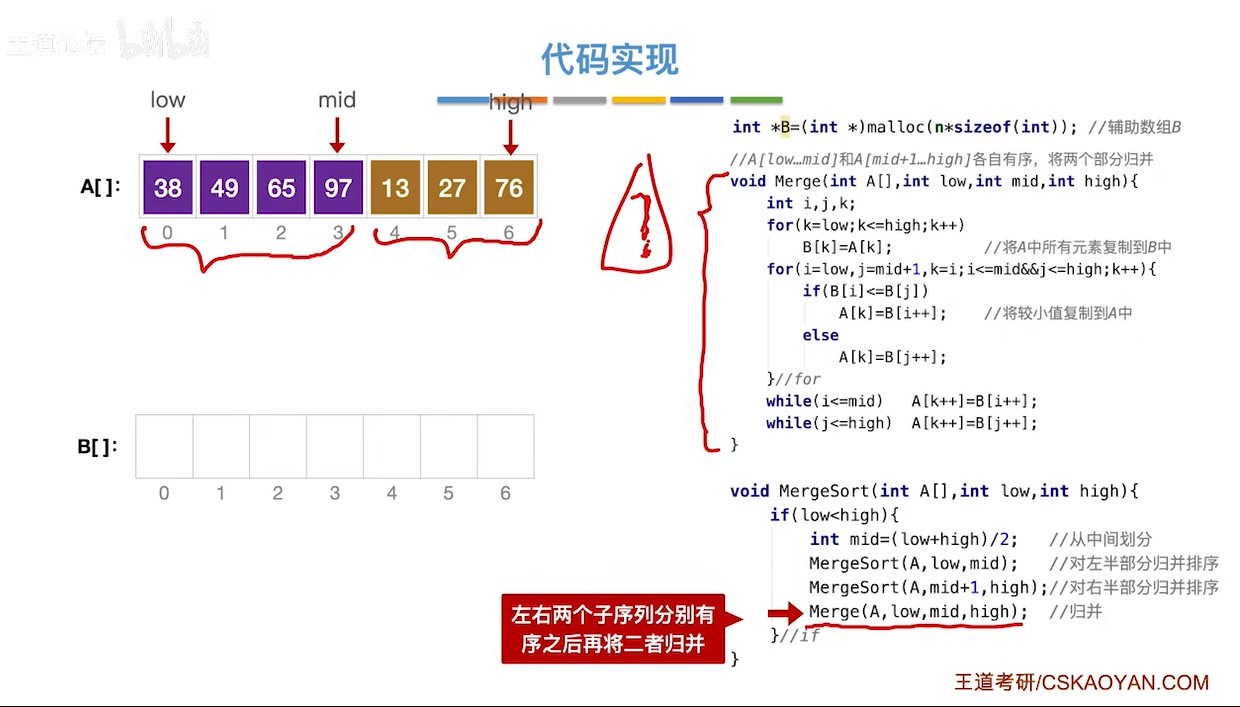 王道论坛 bilibili
代码实现
low mid high
A[ ]: 38 49 65 97 13 27 76
0 1 2 3 4 5 6
B[ ]:
0 1 2 3 4 5 6
int *B=(int *)malloc(n*sizeof(int)); //辅助数组B
//A[low…mid]和A[mid+1…high]各自有序，将两个部分归并
void Merge(int A[],int low,int mid,int high){
int i,j,k;
for(k=low;k<=high;k++)
B[k]=A[k]; //将A中所有元素复制到B中
for(i=low,j=mid+1,k=i;i<=mid&&j<=high;k++){
if(B[i]<=B[j])
A[k]=B[i++]; //将较小值复制到A中
else
A[k]=B[j++];
}//for
while(i<=mid) A[k++]=B[i++];
while(j<=high) A[k++]=B[j++];
}
void MergeSort(int A[],int low,int high){
if(low<high){
int mid=(low+high)/2; //从中间划分
MergeSort(A,low,mid); //对左半部分归并排序
MergeSort(A,mid+1,high);//对右半部分归并排序
Merge(A,low,mid,high); //归并
}//if
}
左右两个子序列分别有
序之后再将二者归并
王道考研/CSKAOYAN.COM